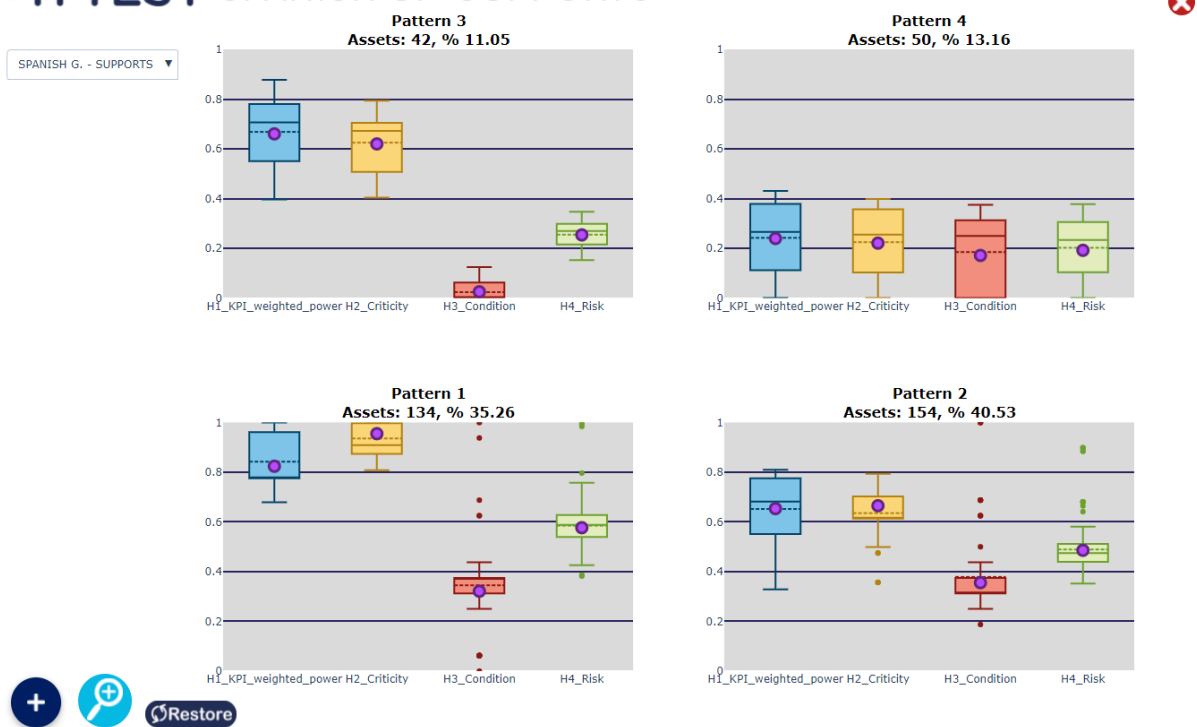 Pattern 3
Assets: 42, % 11.05
Pattern 4
Assets: 50, % 13.16
SPANISH G. - SUPPORTS ▼
1
0.8
0.6
0.4
0.2
0
H1_KPI_weighted_power H2_Criticity H3_Condition H4_Risk
1
0.8
0.6
0.4
0.2
0
H1_KPI_weighted_power H2_Criticity H3_Condition H4_Risk
Pattern 1
Assets: 134, % 35.26
Pattern 2
Assets: 154, % 40.53
1
0.8
0.6
0.4
0.2
0
H1_KPI_weighted_power H2_Criticity H3_Condition H4_Risk
1
0.8
0.6
0.4
0.2
0
H1_KPI_weighted_power H2_Criticity H3_Condition H4_Risk
Restore